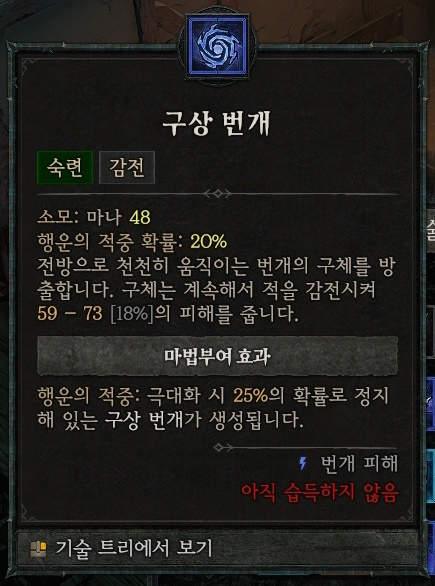 구상 번개
숙련 감전
소모: 마나 48
행운의 적중 확률: 20%
전방으로 천천히 움직이는 번개의 구체를 방
출합니다. 구체는 계속해서 적을 감전시켜
59 – 73 [18%]의 피해를 줍니다.
마법부여 효과
행운의 적중: 극대화 시 25%의 확률로 정지
해 있는 구상 번개가 생성됩니다.
번개 피해
아직 습득하지 않음
기술 트리에서 보기